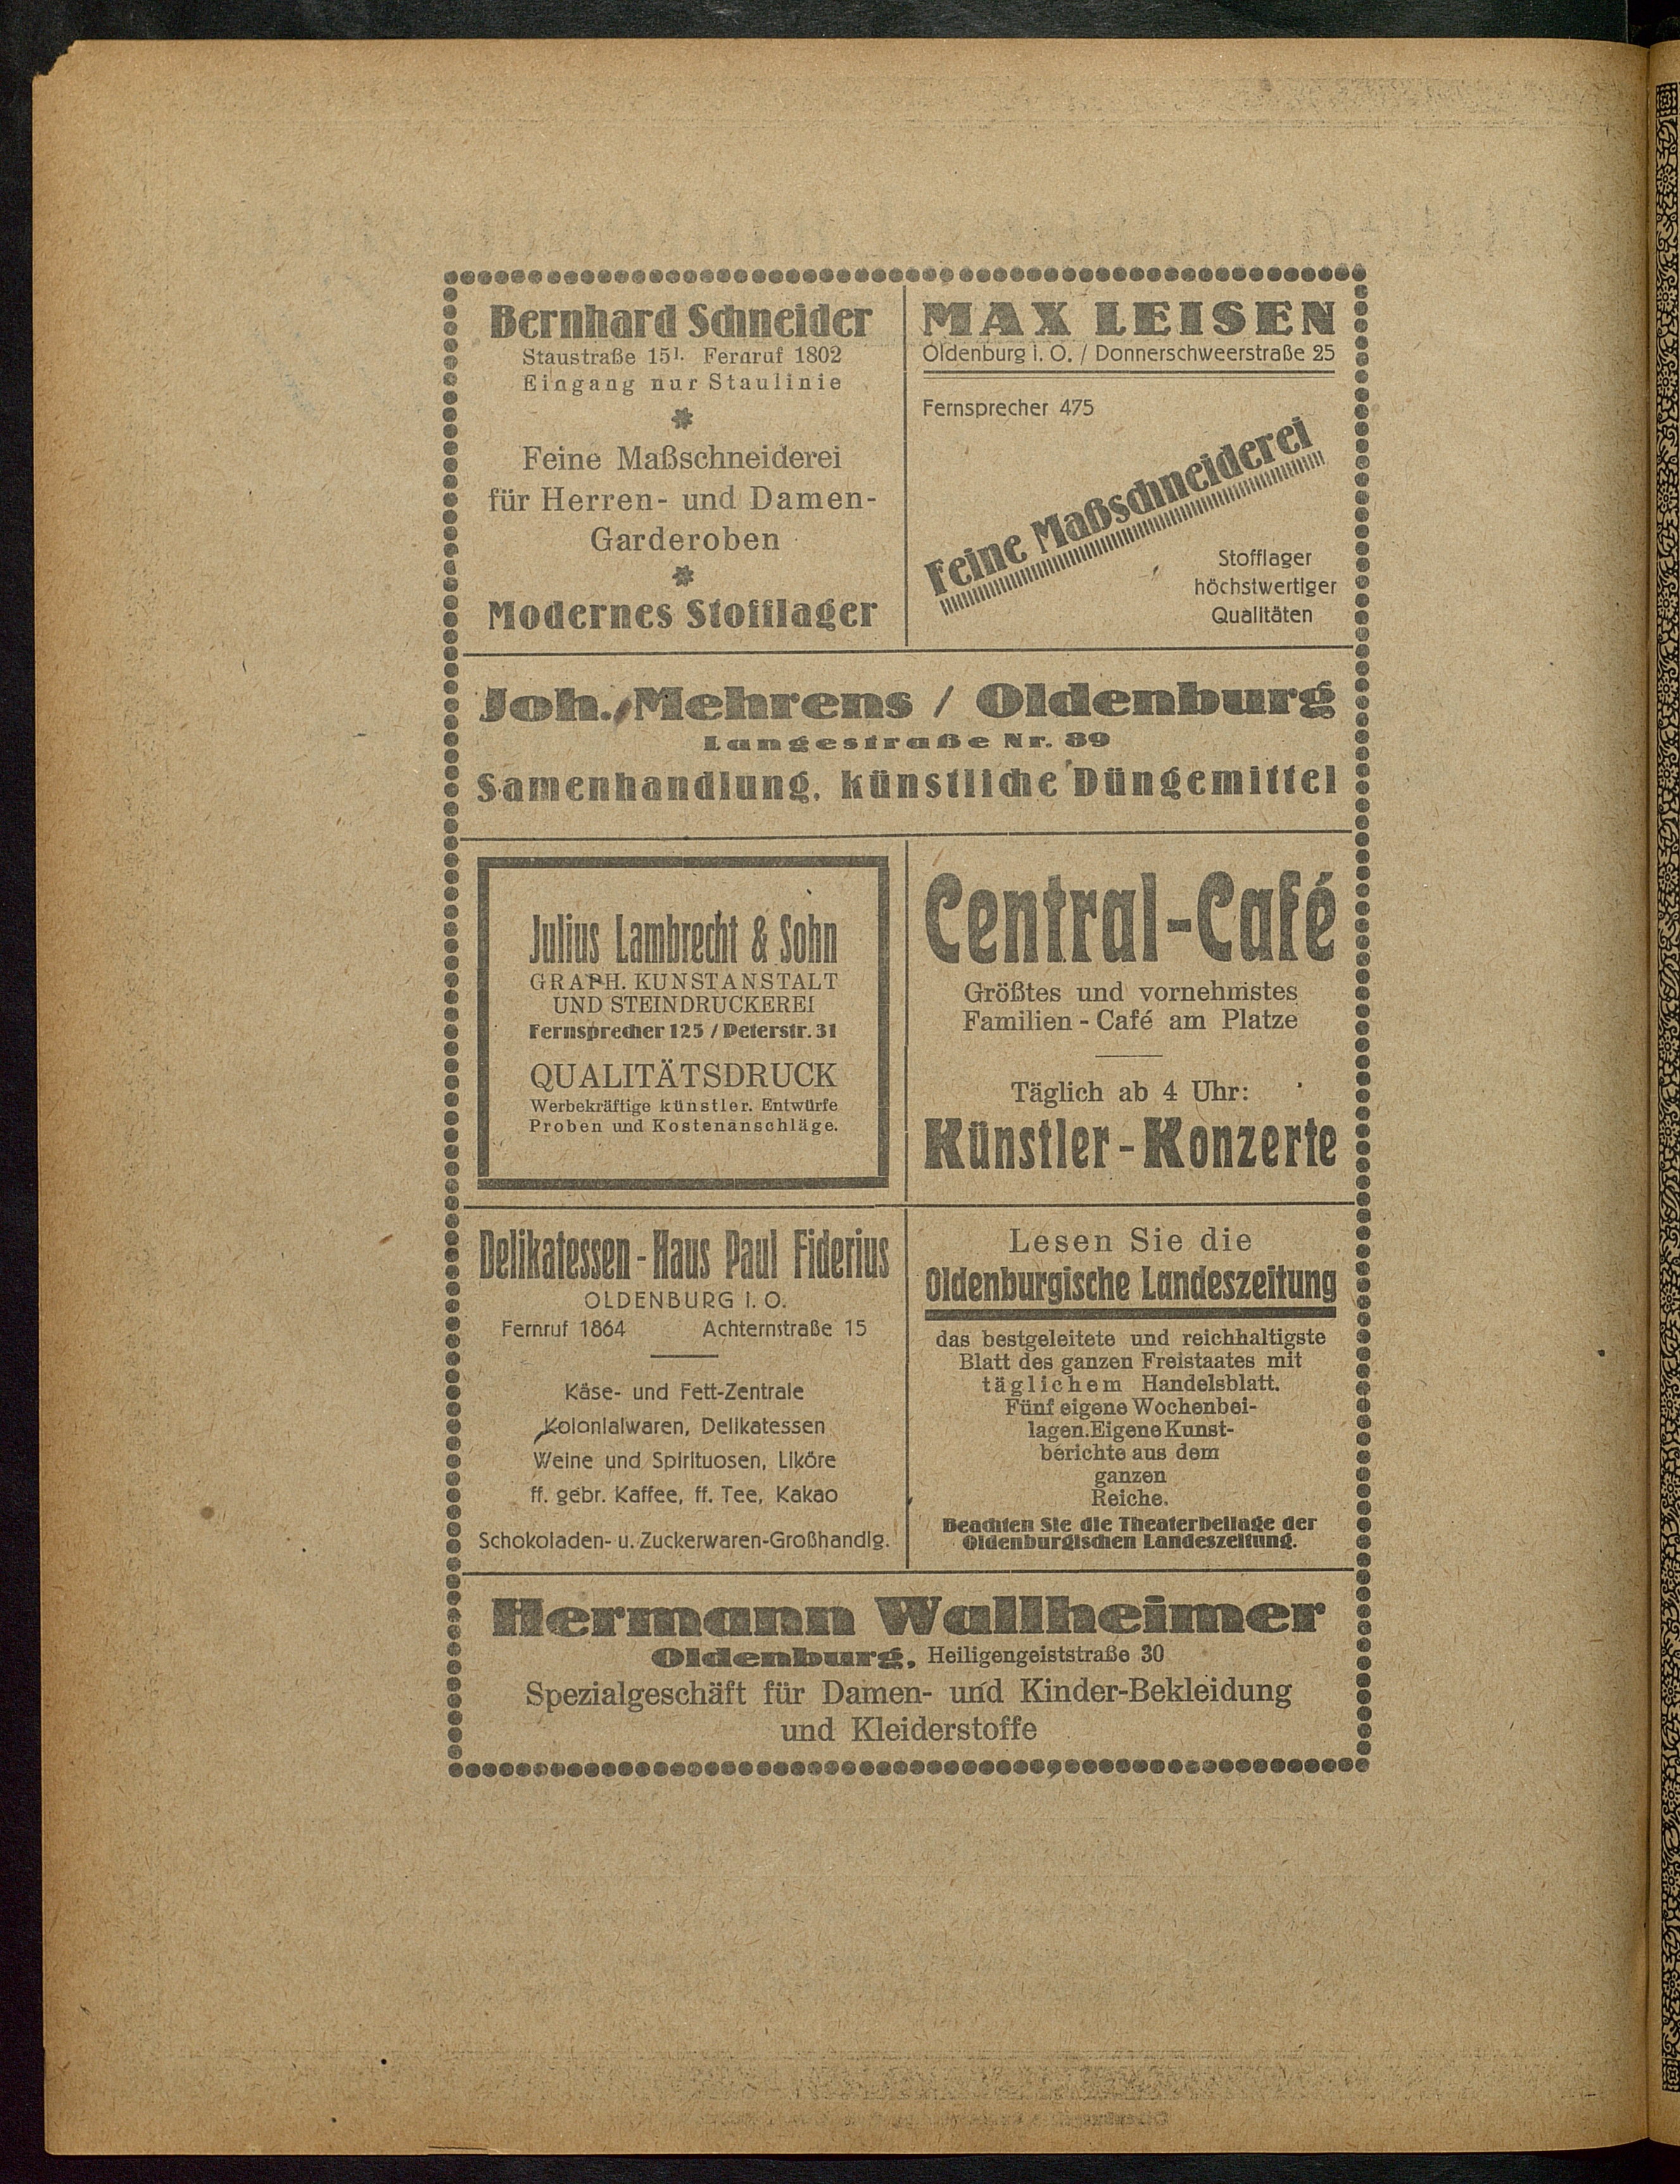 Bernhard Schneider
Staustraße 15¹. Fernruf 1802
Eingang nur Staulinie
Feine Maßschneiderei
für Herren- und Damen-
Garderoben
Modernes Stofflager
MAX LEISEN
Oldenburg i. O. / Donnerschweerstraße 25
Fernsprecher 475
Feine Maßschneiderei
Stofflager
höchstwertiger
Qualitäten
Joh. Mehrens / Oldenburg
Langestraße Nr. 89
Samenhandlung, künstliche Düngemittel
Julius Lambrecht & Sohn
GRAPH. KUNSTANSTALT
UND STEINDRUCKEREI
Fernsprecher 125 / Peterstr. 31
QUALITÄTSDRUCK
Werbekräftige künstler. Entwürfe
Proben und Kostenanschläge.
Central-Café
Größtes und vornehmstes
Familien-Café am Platze
Täglich ab 4 Uhr:
Künstler-Konzerte
Delikatessen-Haus Paul Fiderius
OLDENBURG I. O.
Fernruf 1864 Achternstraße 15
Käse- und Fett-Zentrale
Kolonialwaren, Delikatessen
Weine und Spirituosen, Liköre
ff. gebr. Kaffee, ff. Tee, Kakao
Schokoladen- u. Zuckerwaren-Großhandlg.
Lesen Sie die
Oldenburgische Landeszeitung
das bestgeleitete und reichhaltigste
Blatt des ganzen Freistaates mit
täglichem Handelsblatt.
Fünf eigene Wochenbei-
lagen. Eigene Kunst-
berichte aus dem
ganzen
Reiche.
Beachten Sie die Theaterbeilage der
Oldenburgischen Landeszeitung.
Hermann Wallheimer
Oldenburg, Heiligengeiststraße 30
Spezialgeschäft für Damen- und Kinder-Bekleidung
und Kleiderstoffe